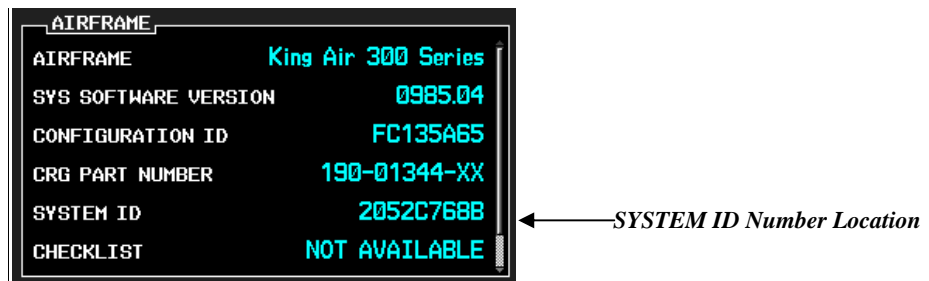 AIRFRAME
AIRFRAME King Air 300 Series
SYS SOFTWARE VERSION 0985.04
CONFIGURATION ID FC135A65
CRG PART NUMBER 190-01344-XX
SYSTEM ID 2052C768B
SYSTEM ID Number Location
CHECKLIST NOT AVAILABLE